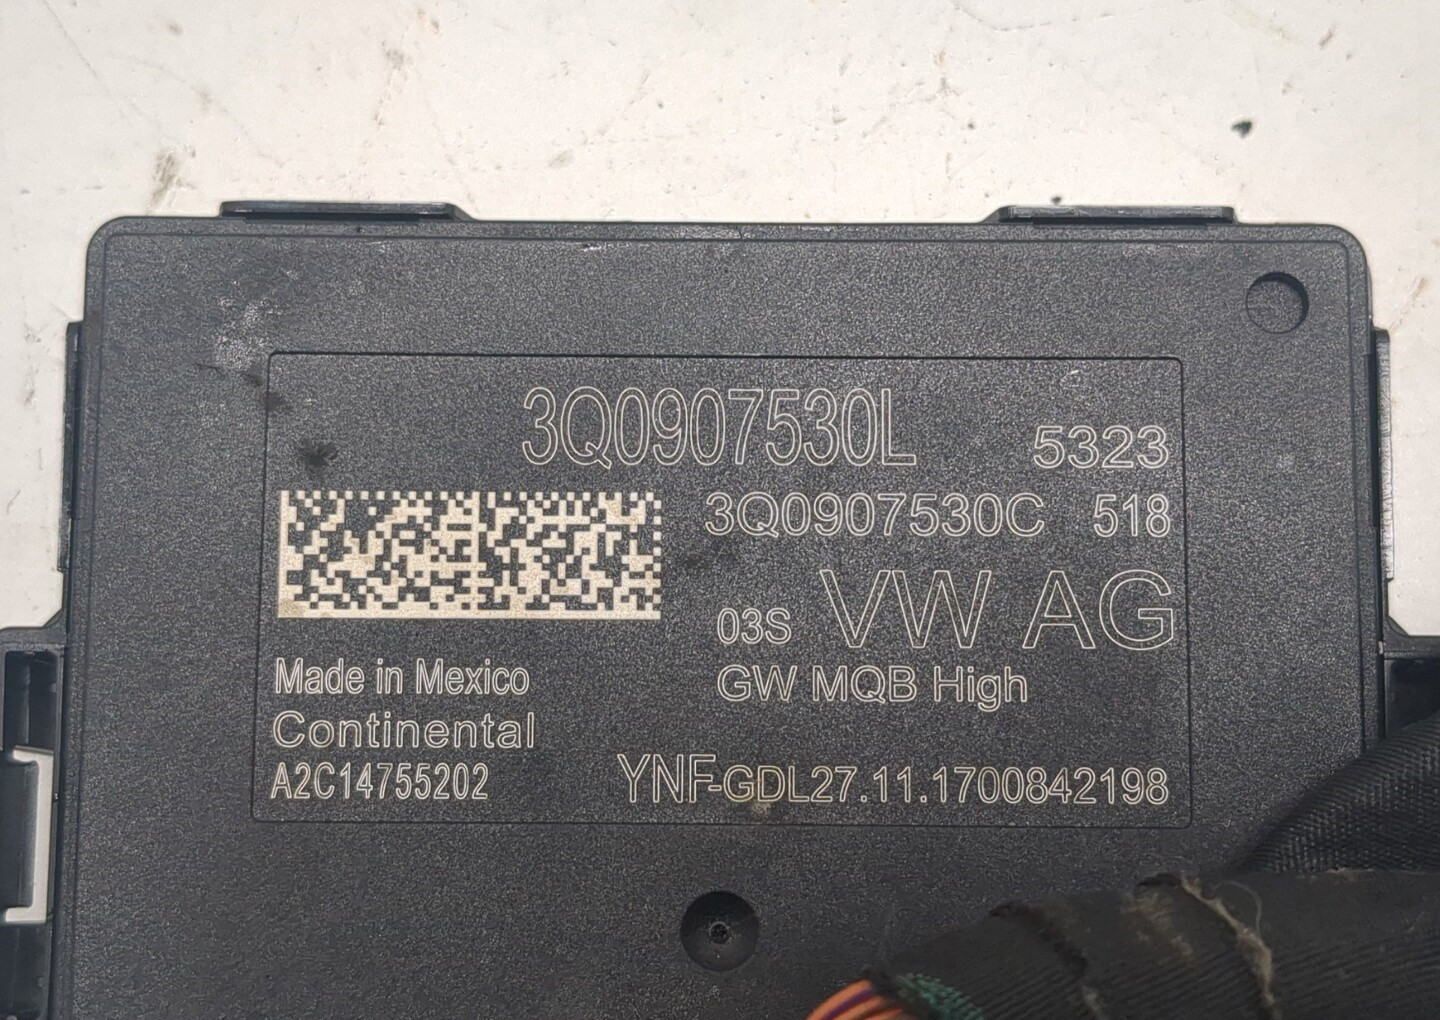 3Q0907530L 5323
3Q0907530C 518
03S VW AG
GW MQB High
Made in Mexico
Continental
A2C14755202
YNF-GDL27.11.1700842198